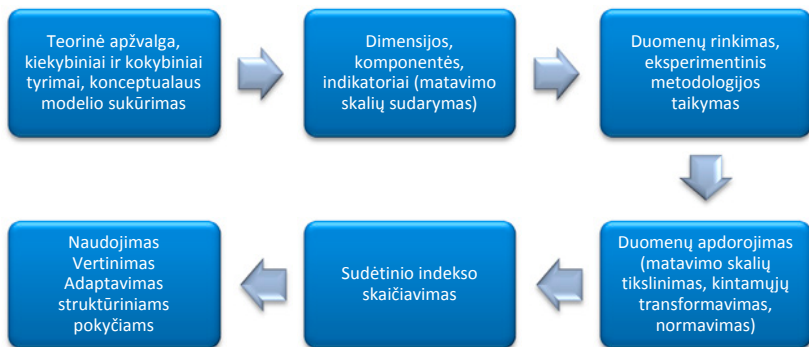 Teorinė apžvalga,
kiekybiniai ir kokybiniai
tyrimai, konceptualaus
modelio sukūrimas
Dimensijos,
komponentės,
indikatoriai (matavimo
skalių sudarymas)
Duomenų rinkimas,
eksperimentinis
metodologijos
taikymas
Duomenų apdorojimas
(matavimo skalių
tikslinimas, kintamųjų
transformavimas,
normavimas)
Sudėtinio indekso
skaičiavimas
Naudojimas
Vertinimas
Adaptavimas
struktūriniams
pokyčiams